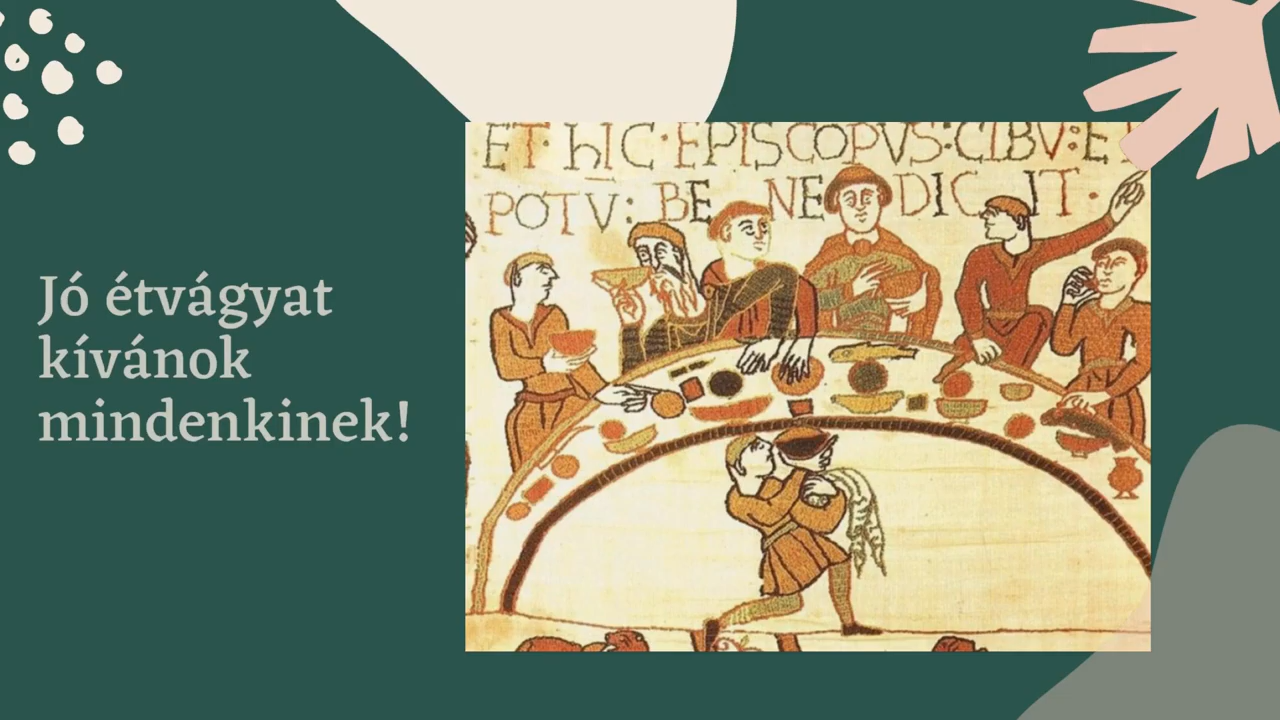 Jó étvágyat
kívánok
mindenkinek!
ET· hIC·EPISCOPVS:CIBV:E
POTV: BE NE DIC IT·